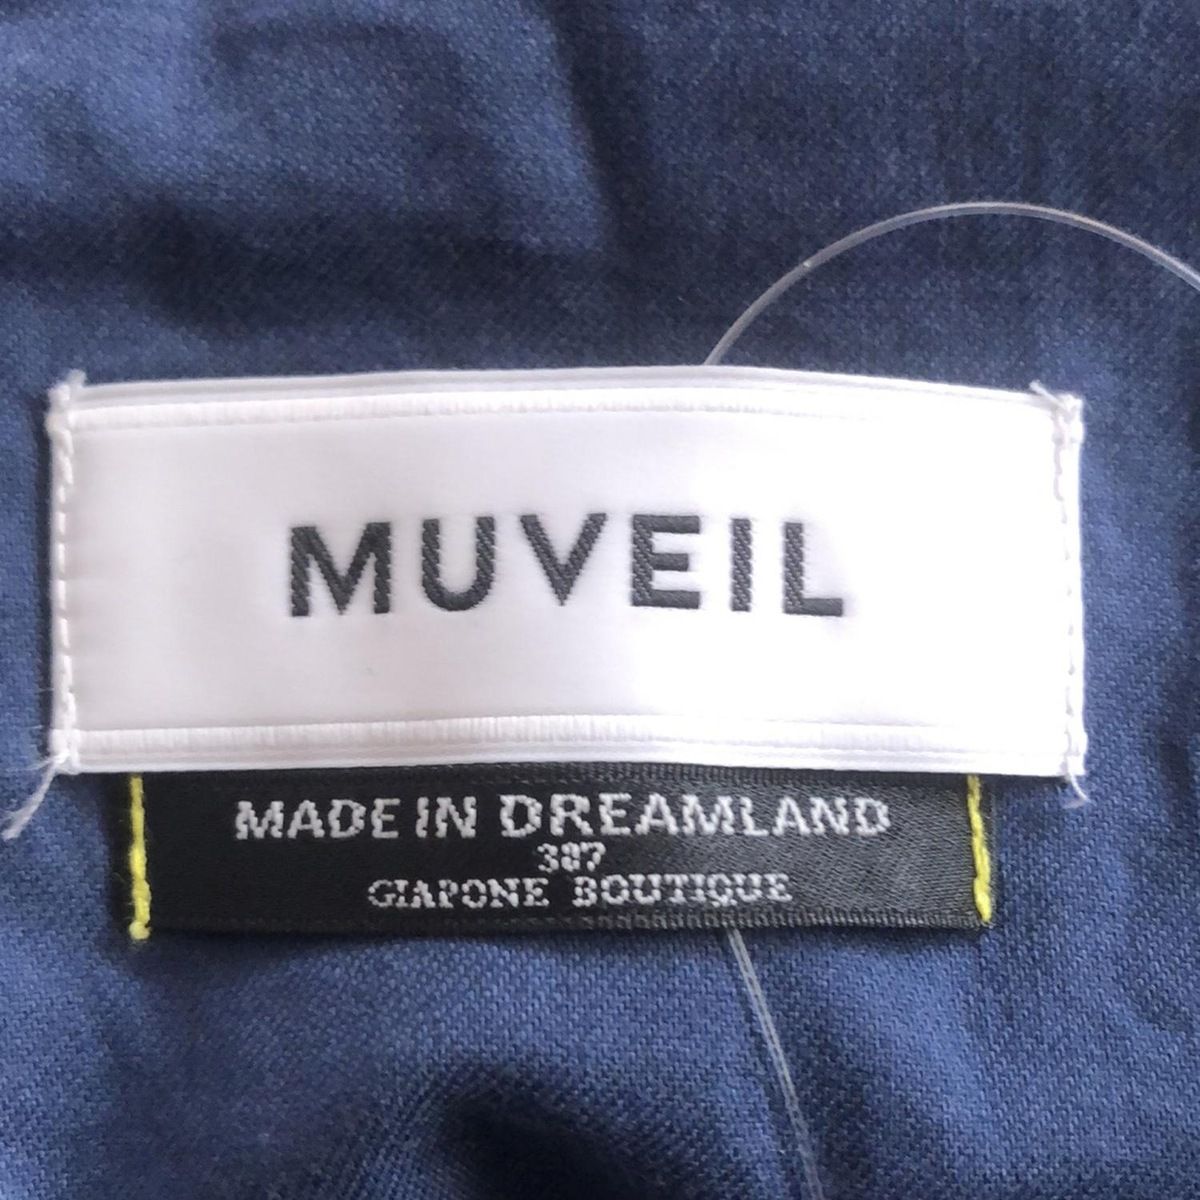 MUVEIL
MADE IN DREAMLAND
387
GIAPONE BOUTIQUE